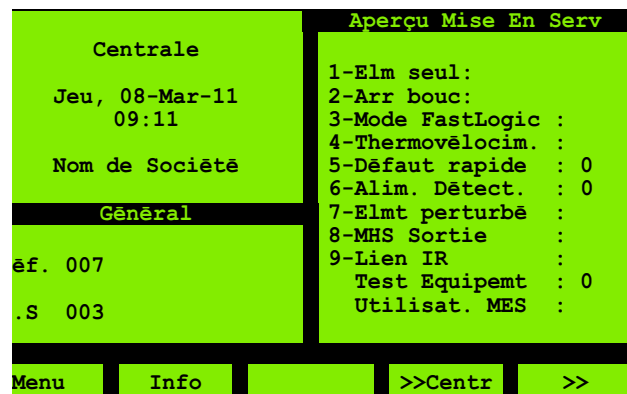 Centrale
Jeu, 08-Mar-11
09:11
Nom de Sociētē
Gēnēral
ēf. 007
.S 003
Aperçu Mise En Serv
1-Elm seul:
2-Arr bouc:
3-Mode FastLogic :
4-Thermovēlocim. :
5-Dēfaut rapide : 0
6-Alim. Dētect. : 0
7-Elmt perturbē :
8-MHS Sortie :
9-Lien IR :
Test Equipemt : 0
Utilisat. MES :
Menu Info >>Centr >>